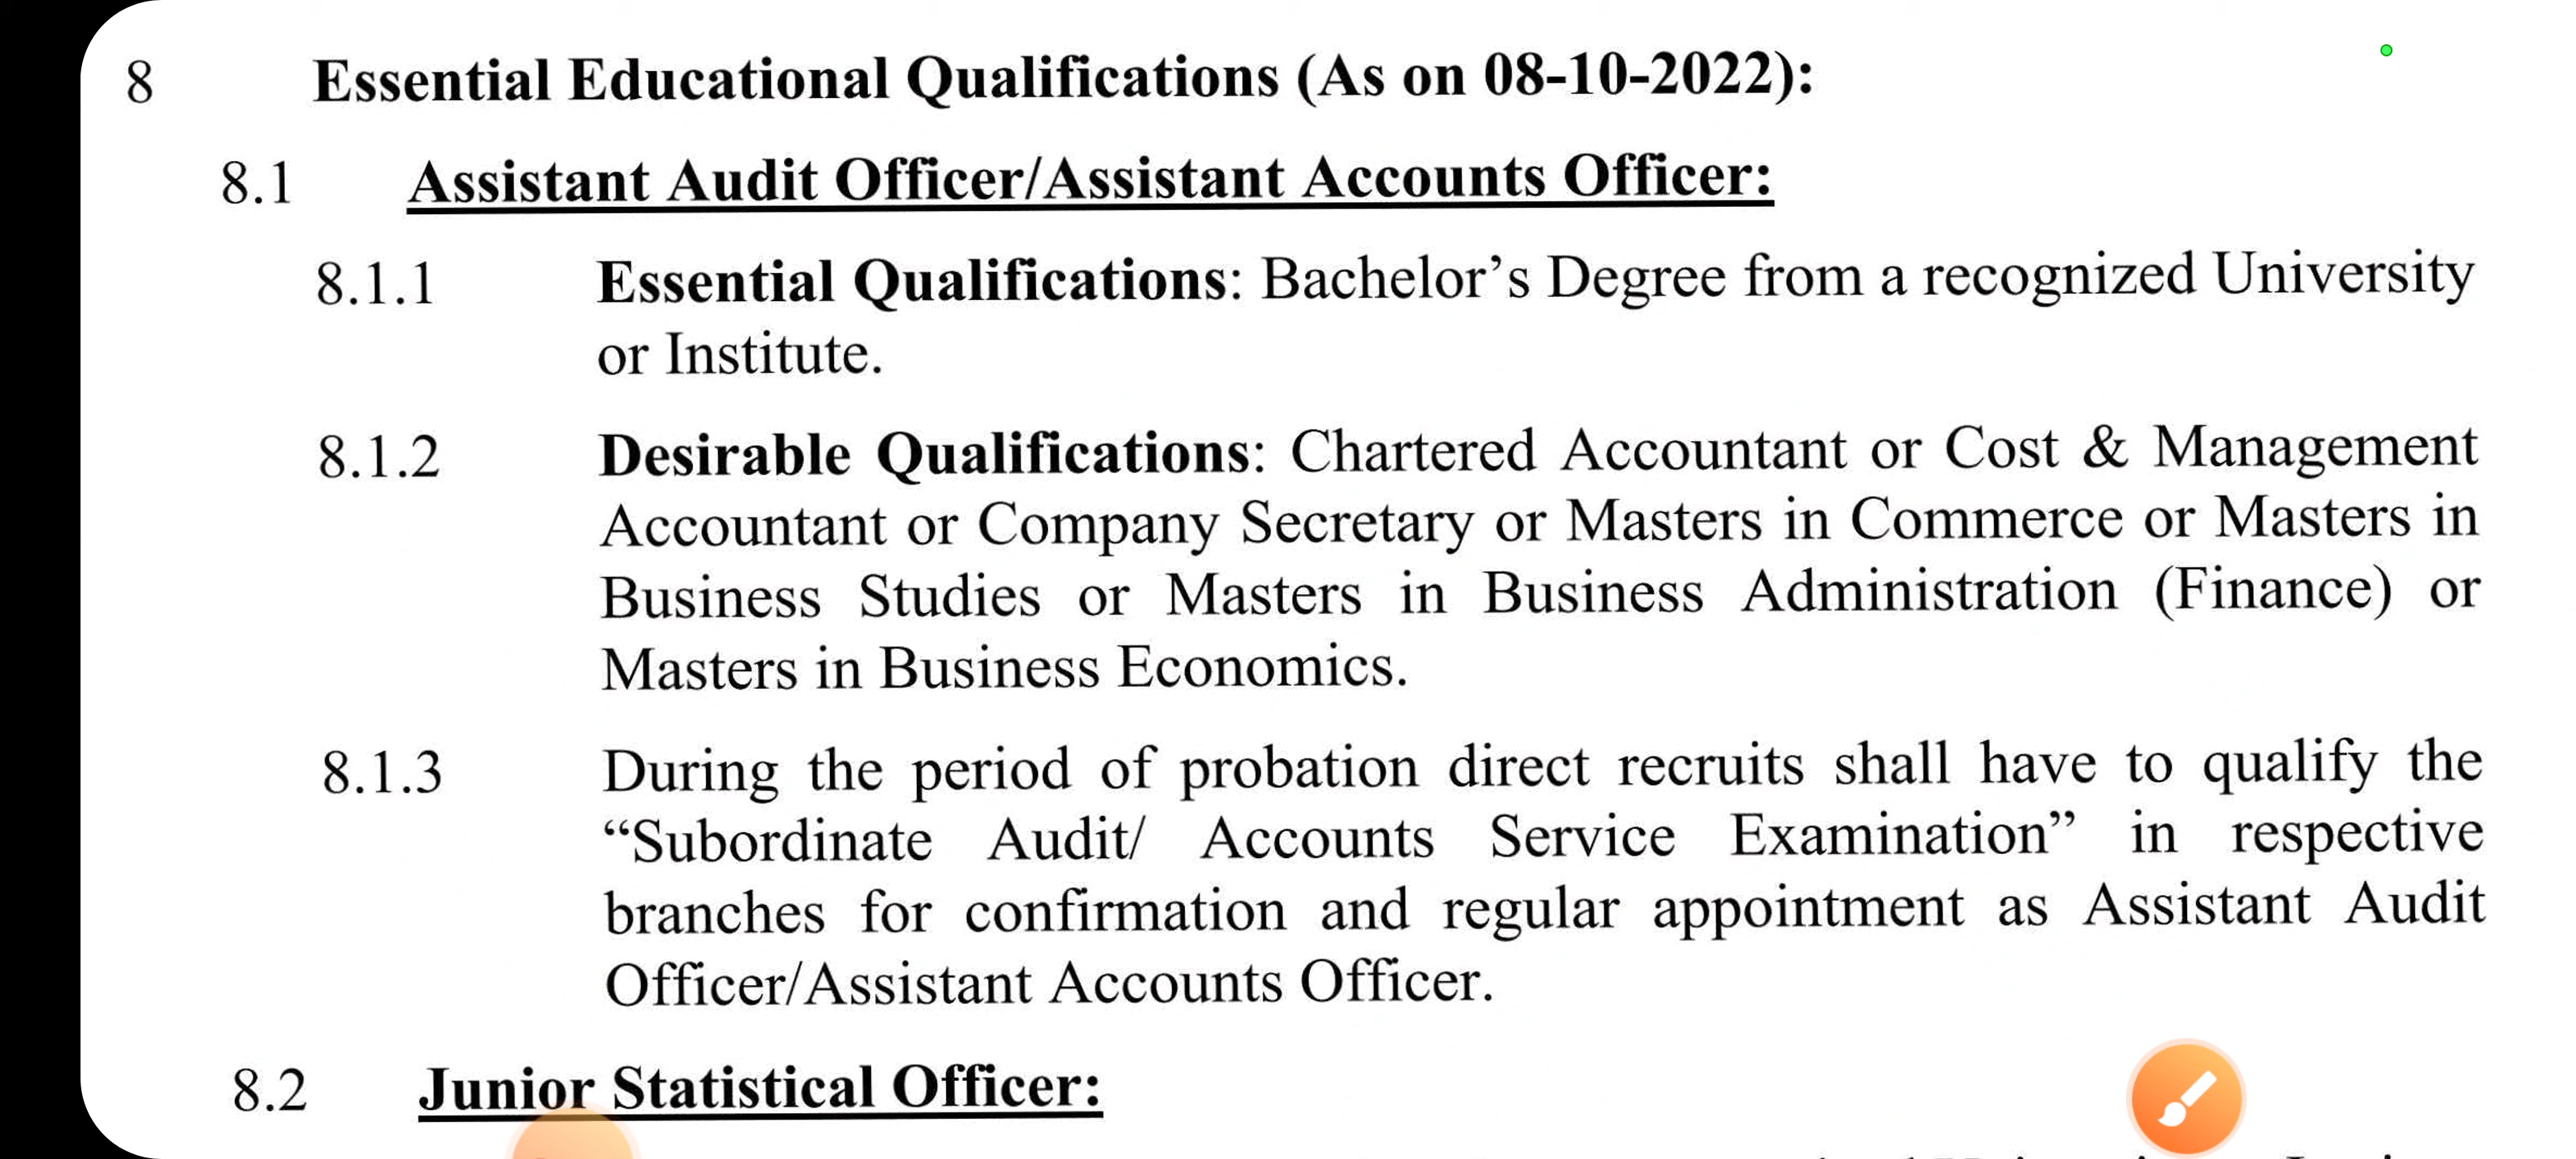 8 Essential Educational Qualifications (As on 08-10-2022):
8.1 Assistant Audit Officer/Assistant Accounts Officer:
8.1.1 Essential Qualifications: Bachelor’s Degree from a recognized University
or Institute.
8.1.2 Desirable Qualifications: Chartered Accountant or Cost & Management
Accountant or Company Secretary or Masters in Commerce or Masters in
Business Studies or Masters in Business Administration (Finance) or
Masters in Business Economics.
8.1.3 During the period of probation direct recruits shall have to qualify the
“Subordinate Audit/ Accounts Service Examination” in respective
branches for confirmation and regular appointment as Assistant Audit
Officer/Assistant Accounts Officer.
8.2 Junior Statistical Officer: